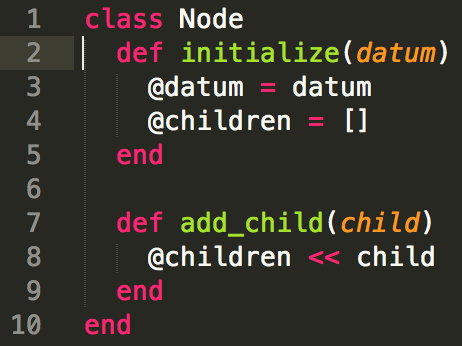 1 class Node
2   def initialize(datum)
3     @datum = datum
4     @children = []
5   end
6
7   def add_child(child)
8     @children << child
9   end
10 end